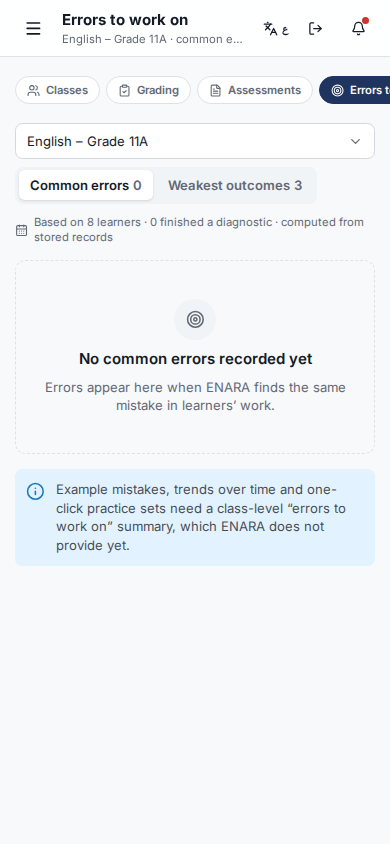 Errors to work on
English – Grade 11A · common e...
ع
Classes
Grading
Assessments
Errors t
English – Grade 11A
Common errors 0
Weakest outcomes 3
Based on 8 learners · 0 finished a diagnostic · computed from
stored records
No common errors recorded yet
Errors appear here when ENARA finds the same
mistake in learners’ work.
Example mistakes, trends over time and one-
click practice sets need a class-level “errors to
work on” summary, which ENARA does not
provide yet.